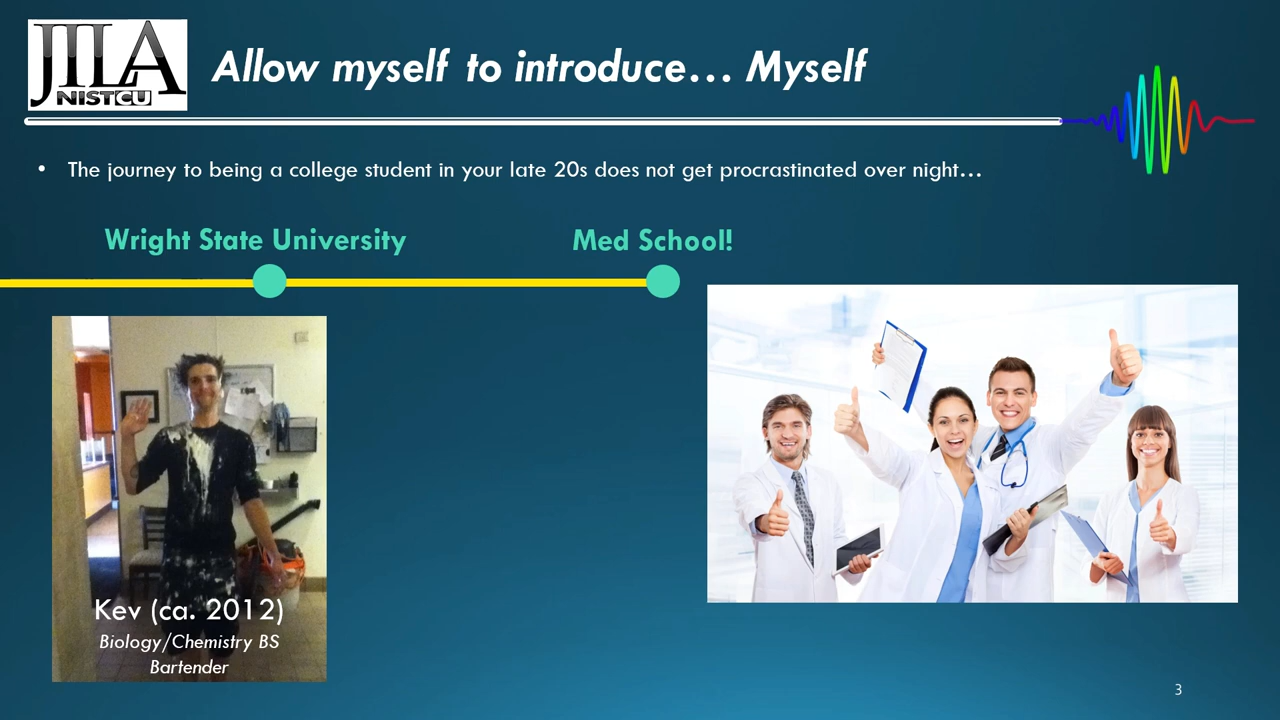 JILA
NIST CU
Allow myself to introduce… Myself
• The journey to being a college student in your late 20s does not get procrastinated over night…
Wright State University
Med School!
Kev (ca. 2012)
Biology/Chemistry BS
Bartender
3